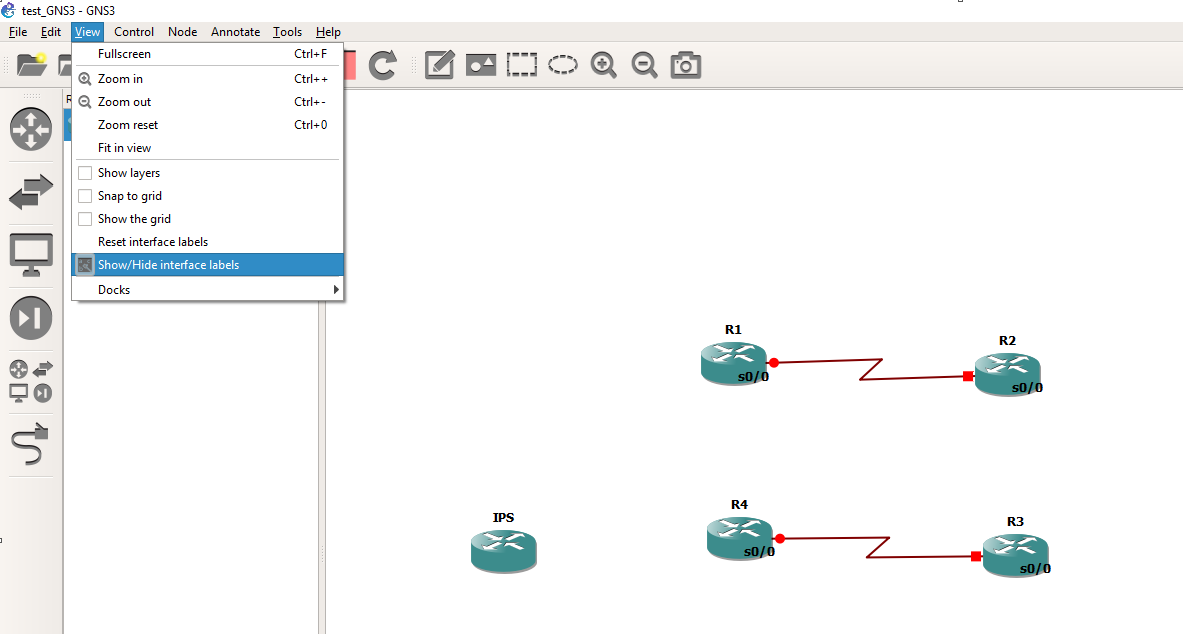 test_GNS3 - GNS3
File Edit View Control Node Annotate Tools Help
Fullscreen Ctrl+F
Zoom in Ctrl++
Zoom out Ctrl+-
Zoom reset Ctrl+0
Fit in view
Show layers
Snap to grid
Show the grid
Reset interface labels
Show/Hide interface labels
Docks
R1
R2
s0/0
s0/0
R4
IPS
R3
s0/0
s0/0